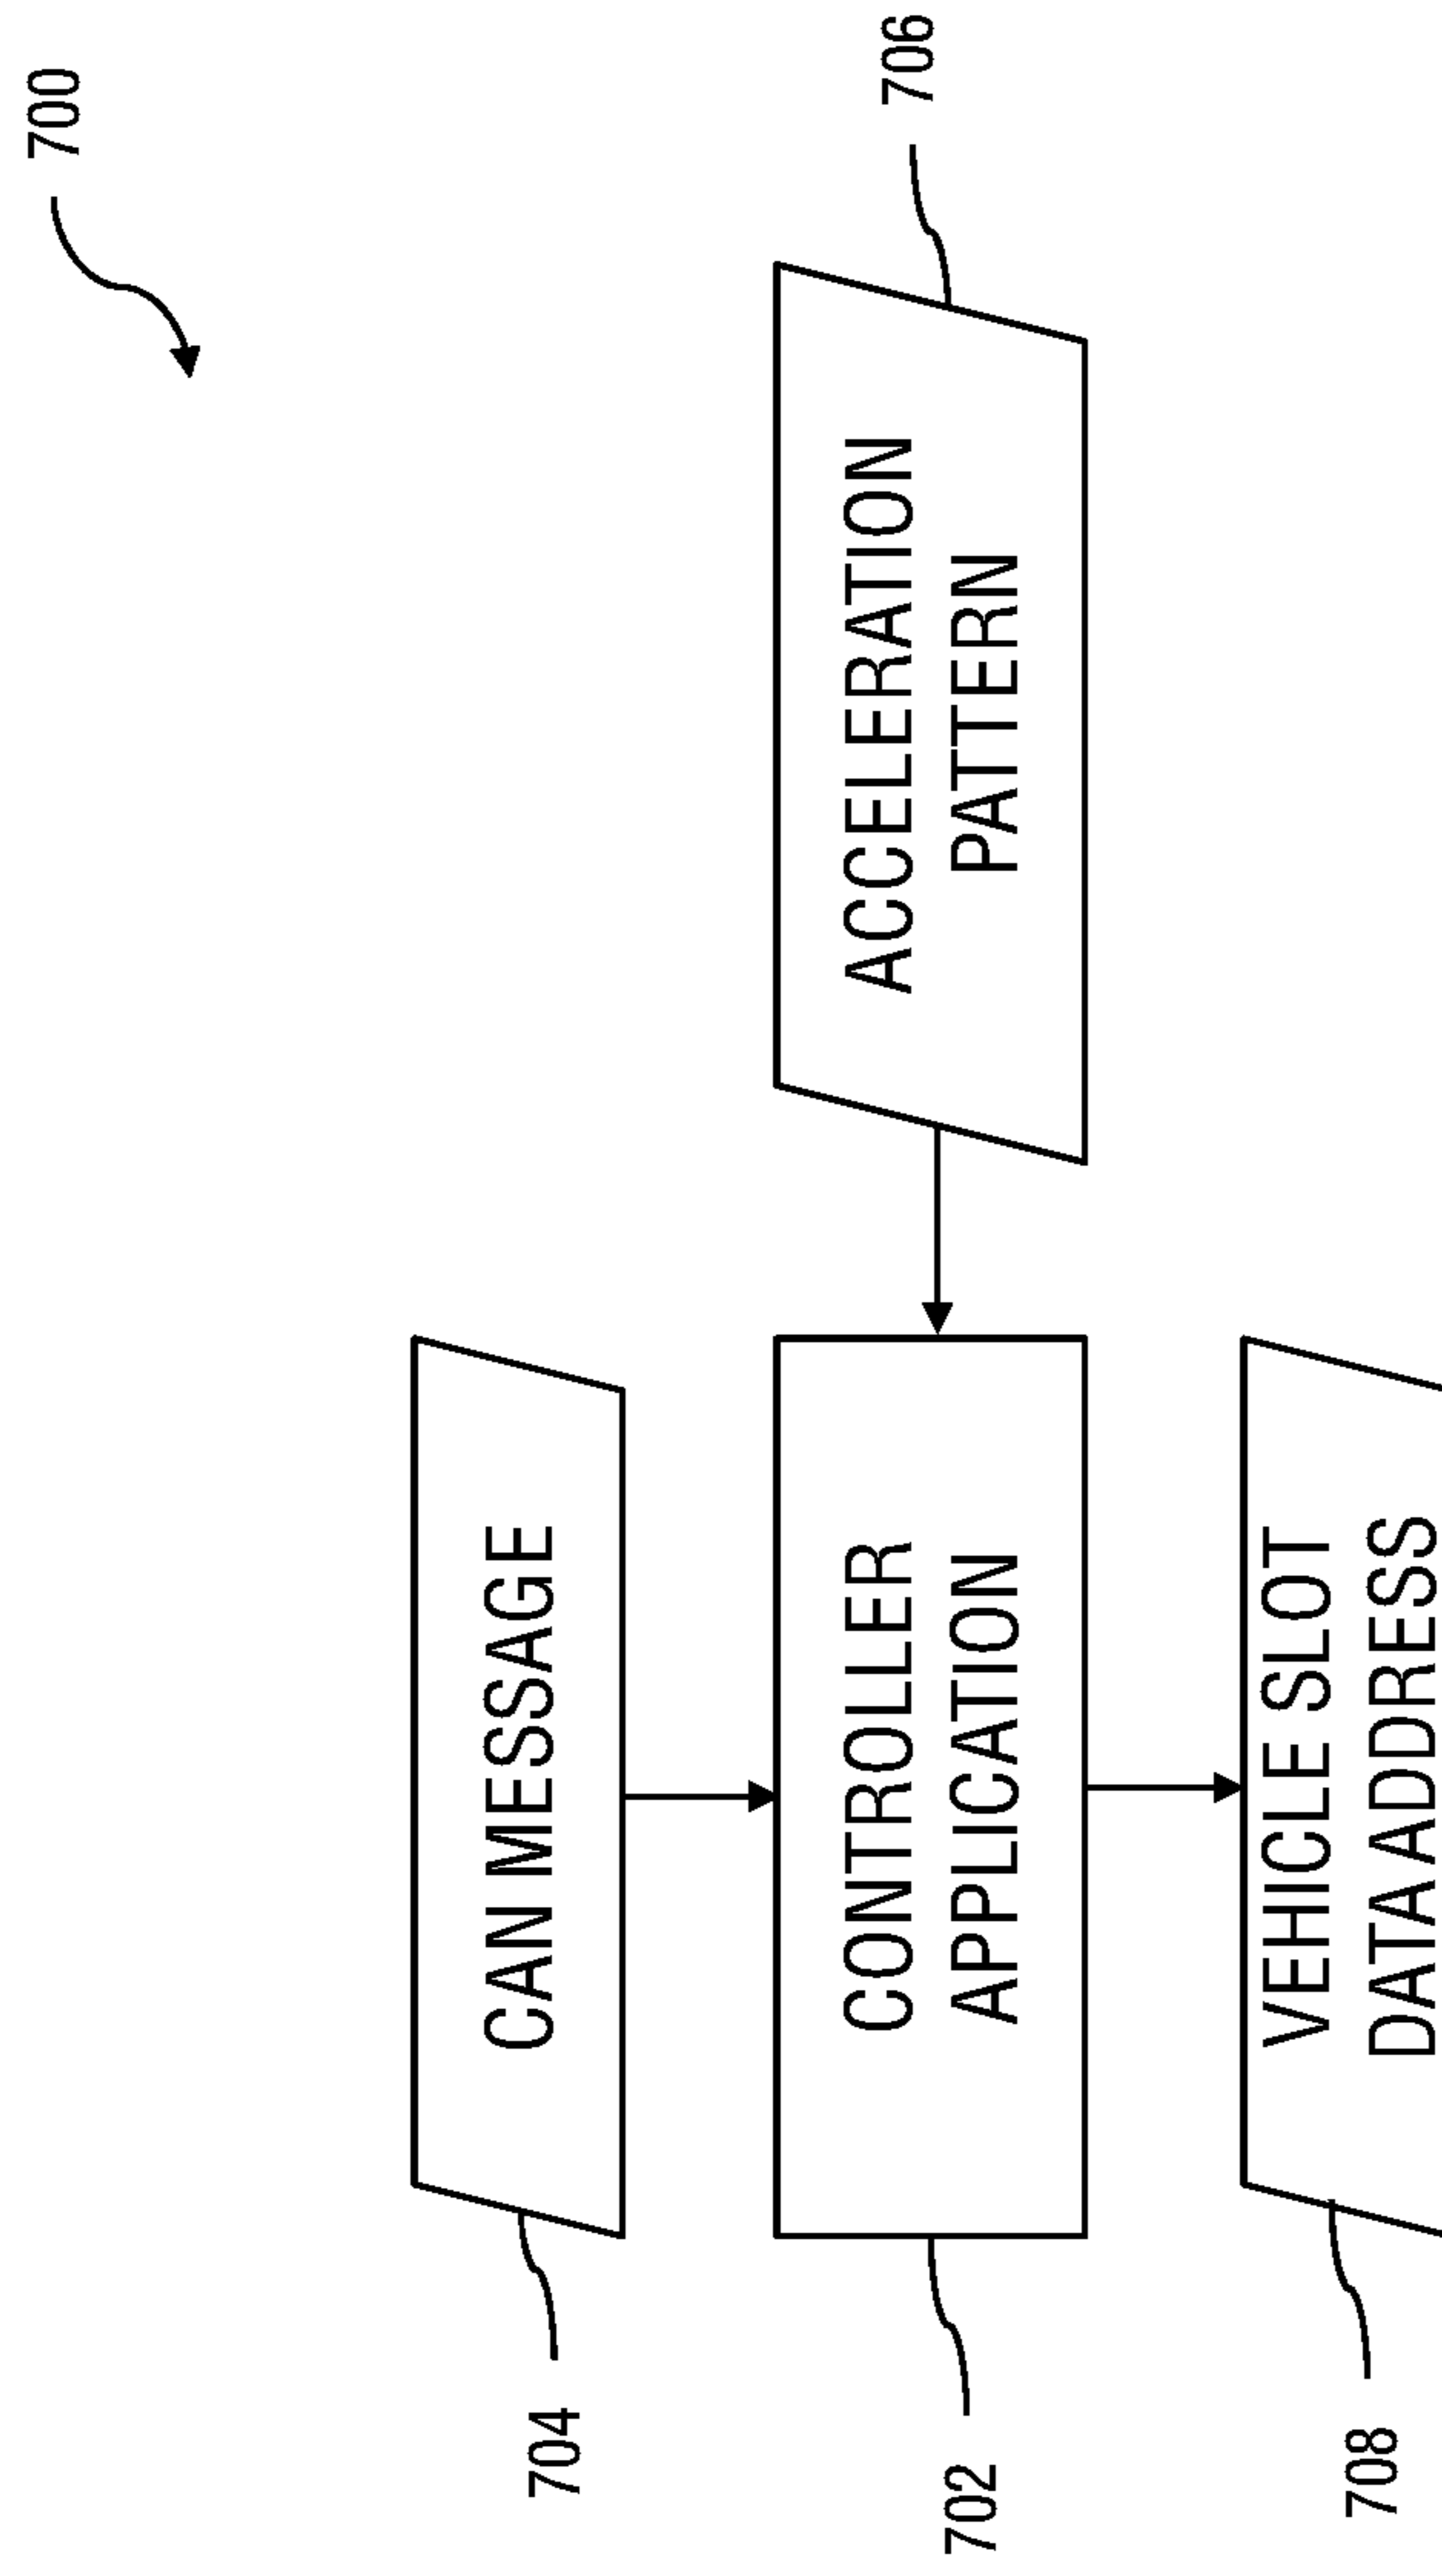 700
704
CAN MESSAGE
702
CONTROLLER
APPLICATION
706
ACCELERATION
PATTERN
708
VEHICLE SLOT
DATA ADDRESS